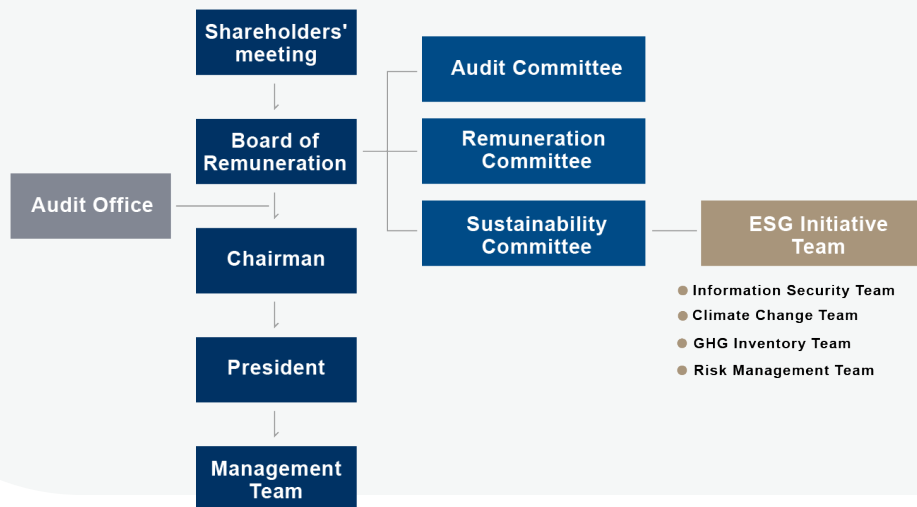 Shareholders'
meeting
Board of
Remuneration
Audit Office
Chairman
President
Management
Team
Audit Committee
Remuneration
Committee
Sustainability
Committee
ESG Initiative
Team
Information Security Team
Climate Change Team
GHG Inventory Team
Risk Management Team